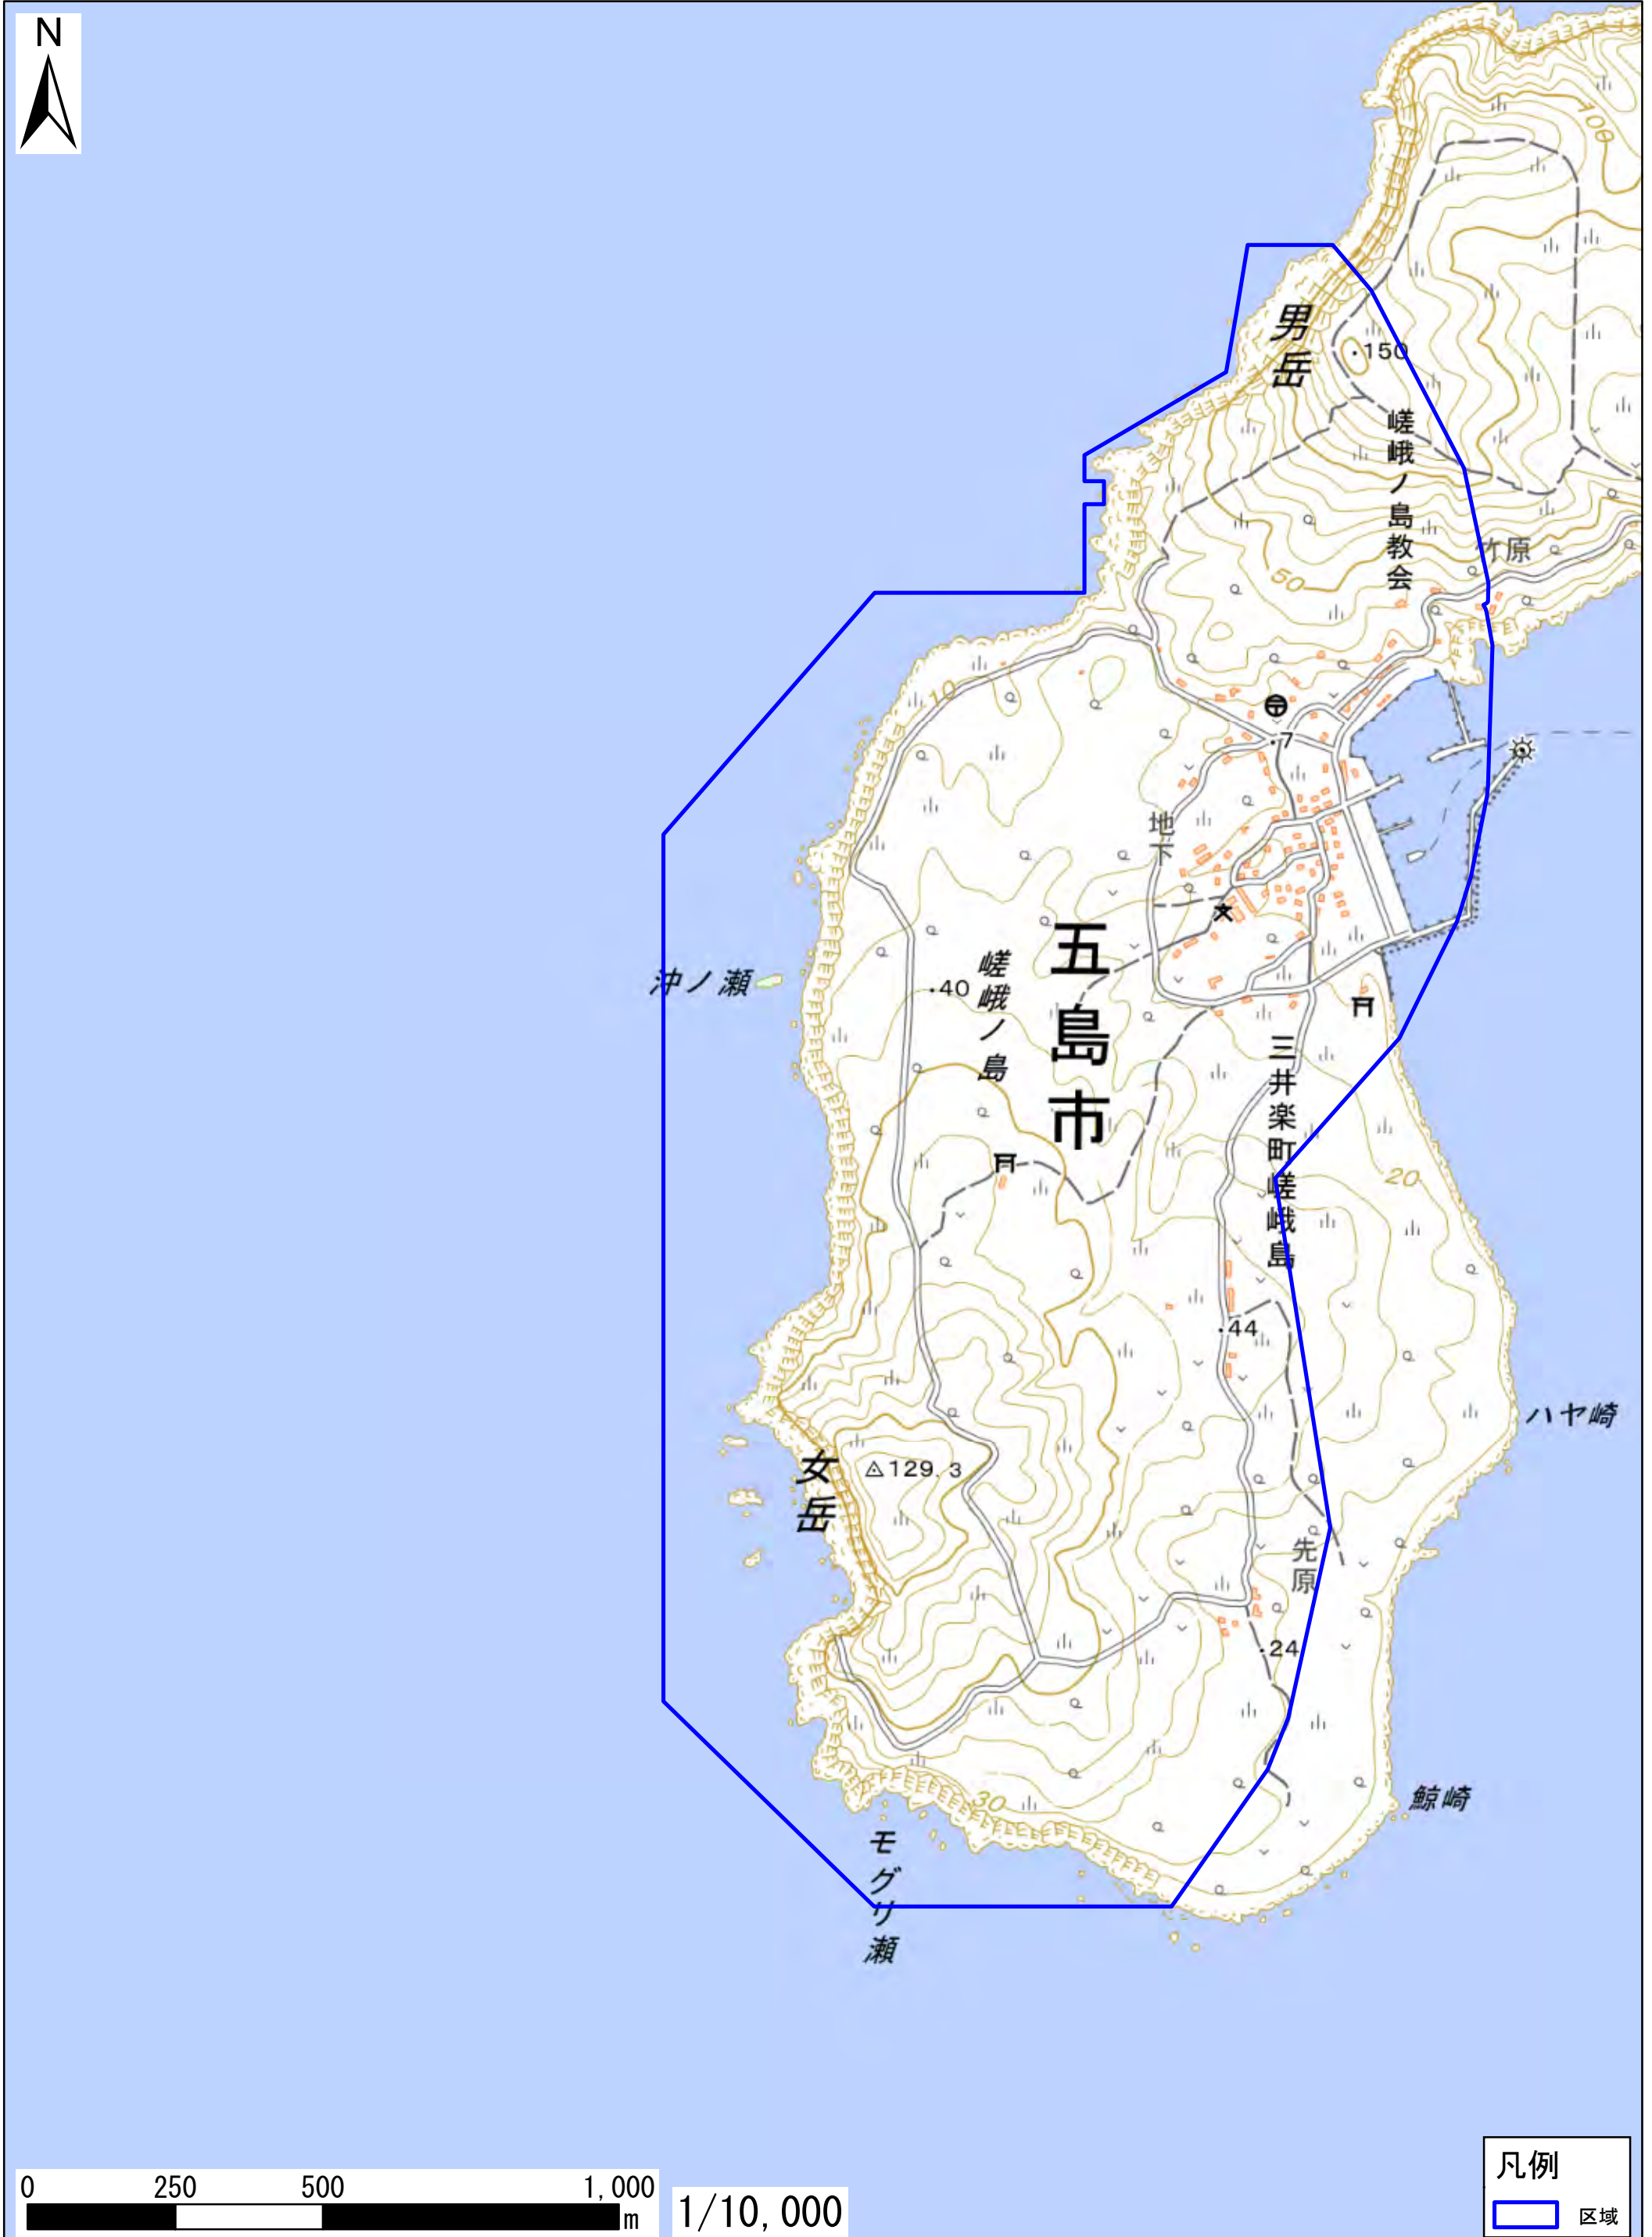 N
100
男岳
150
嵯峨ノ島教会
竹原
50
10
7
地下
五島市
嵯峨ノ島
沖ノ瀬
40
三井楽町嵯峨島
20
44
ハヤ崎
女岳
129.3
先原
24
30
鯨崎
モグリ瀬
凡例
区域
0 250 500 1,000
m
1/10,000